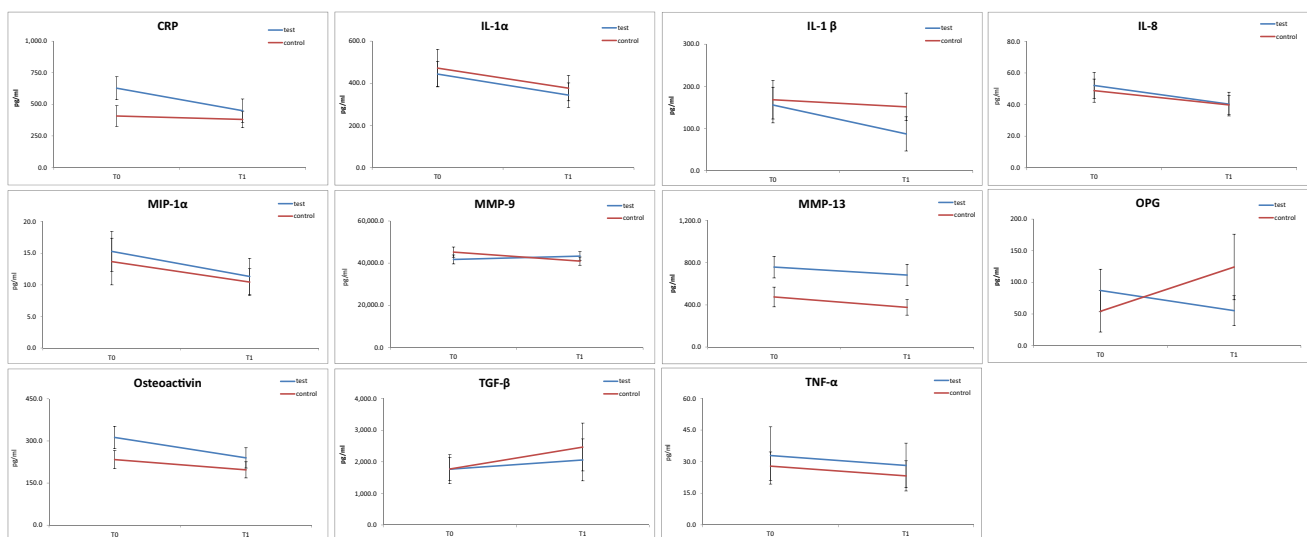 CRP
test
control
1,000.0
750.0
500.0
250.0
0.0
pg/ml
T0
T1
IL-1α
test
control
600.0
400.0
200.0
0.0
pg/ml
T0
T1
IL-1 β
test
control
300.0
200.0
100.0
0.0
pg/ml
T0
T1
IL-8
test
control
80.0
60.0
40.0
20.0
0.0
pg/ml
T0
T1
MIP-1α
test
control
20.0
15.0
10.0
5.0
0.0
pg/ml
T0
T1
MMP-9
test
control
60,000.0
40,000.0
20,000.0
0.0
pg/ml
T0
T1
MMP-13
test
control
1,200.0
800.0
400.0
0.0
pg/ml
T0
T1
OPG
test
control
200.0
150.0
100.0
50.0
0.0
pg/ml
T0
T1
Osteoactivin
test
control
450.0
300.0
150.0
0.0
pg/ml
T0
T1
TGF-β
test
control
4,000.0
3,000.0
2,000.0
1,000.0
0.0
pg/ml
T0
T1
TNF-α
test
control
60.0
45.0
30.0
15.0
0.0
pg/ml
T0
T1